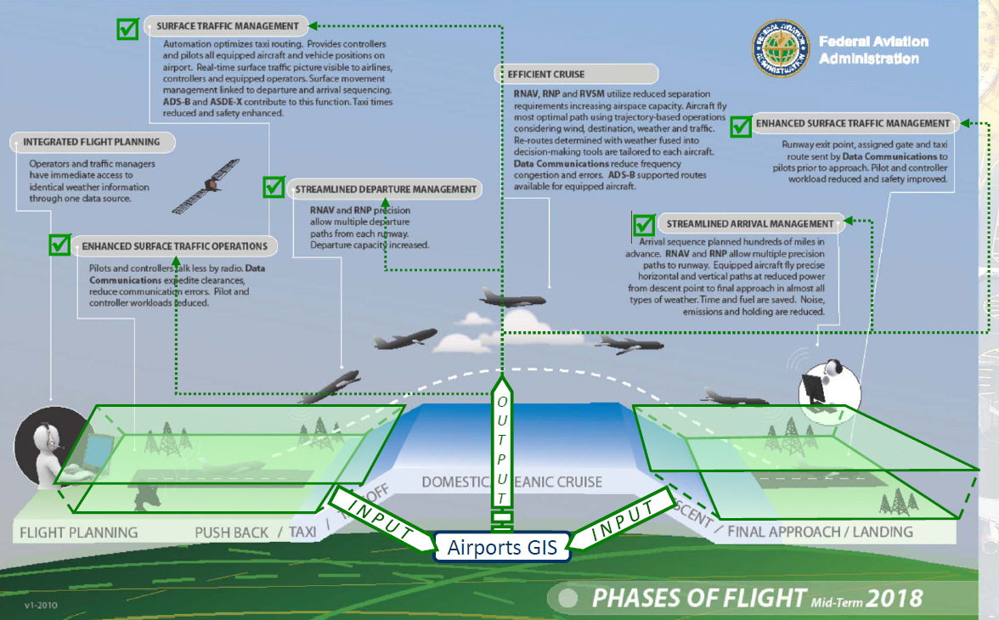 SURFACE TRAFFIC MANAGEMENT
Automation optimizes taxi routing. Provides controllers
and pilots all equipped aircraft and vehicle positions on
airport. Real-time surface traffic picture visible to airlines,
controllers and equipped operators. Surface movement
management linked to departure and arrival sequencing.
ADS-B and ASDE-X contribute to this function. Taxi times
reduced and safety enhanced.
FEDERAL AVIATION
ADMINISTRATION
Federal Aviation
Administration
EFFICIENT CRUISE
RNAV, RNP and RVSM utilize reduced separation
requirements increasing airspace capacity. Aircraft fly
most optimal path using trajectory-based operations
considering wind, destination, weather and traffic.
Re-routes determined with weather fused into
decision-making tools are tailored to each aircraft.
Data Communications reduce frequency
congestion and errors. ADS-B supported routes
available for equipped aircraft.
ENHANCED SURFACE TRAFFIC MANAGEMENT
Runway exit point, assigned gate and taxi
route sent by Data Communications to
pilots prior to approach. Pilot and controller
workload reduced and safety improved.
INTEGRATED FLIGHT PLANNING
Operators and traffic managers
have immediate access to
identical weather information
through one data source.
STREAMLINED DEPARTURE MANAGEMENT
RNAV and RNP precision
allow multiple departure
paths from each runway.
Departure capacity increased.
STREAMLINED ARRIVAL MANAGEMENT
Arrival sequence planned hundreds of miles in
advance. RNAV and RNP allow multiple precision
paths to runway. Equipped aircraft fly precise
horizontal and vertical paths at reduced power
from descent point to final approach in almost all
types of weather. Time and fuel are saved. Noise,
emissions and holding are reduced.
ENHANCED SURFACE TRAFFIC OPERATIONS
Pilots and controllers talk less by radio. Data
Communications expedite clearances,
reduce communication errors. Pilot and
controller workloads reduced.
OUTPUT
DOMESTIC/ EANIC CRUISE
INPUT
INPUT
FLIGHT PLANNING
PUSH BACK / TAXI /
OFF
SCENT / FINAL APPROACH / LANDING
Airports GIS
v1-2010
PHASES OF FLIGHT Mid-Term 2018